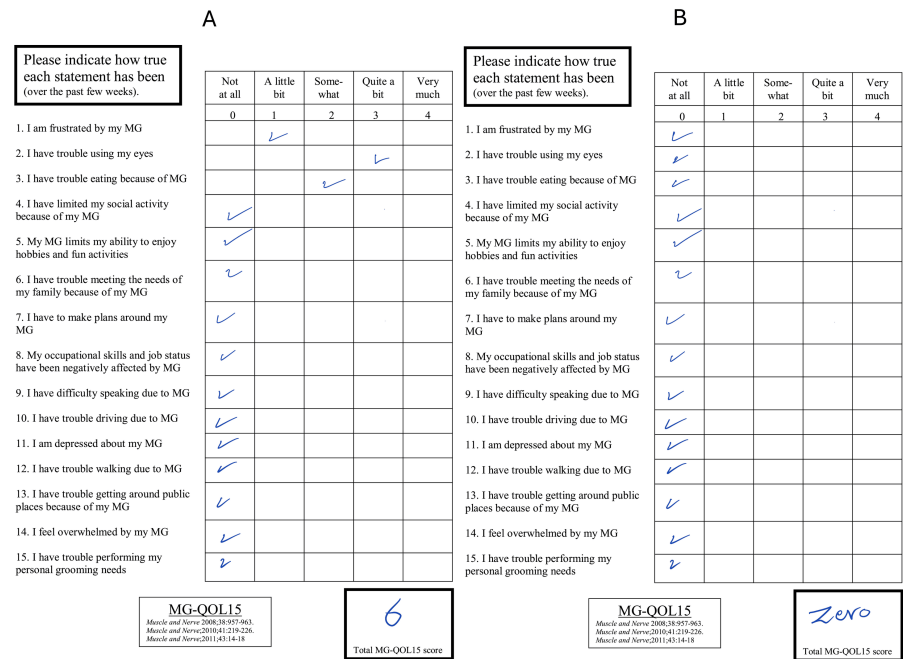 A
Please indicate how true
each statement has been
(over the past few weeks).
Not
at all
A little
bit
Some-
what
Quite a
bit
Very
much
0
1
2
3
4
1. I am frustrated by my MG
2. I have trouble using my eyes
3. I have trouble eating because of MG
4. I have limited my social activity
because of my MG
5. My MG limits my ability to enjoy
hobbies and fun activities
6. I have trouble meeting the needs of
my family because of my MG
7. I have to make plans around my
MG
8. My occupational skills and job status
have been negatively affected by MG
9. I have difficulty speaking due to MG
10. I have trouble driving due to MG
11. I am depressed about my MG
12. I have trouble walking due to MG
13. I have trouble getting around public
places because of my MG
14. I feel overwhelmed by my MG
15. I have trouble performing my
personal grooming needs
MG-QOL15
Muscle and Nerve 2008;38:957-963.
Muscle and Nerve;2010;41:219-226.
Muscle and Nerve;2011;43:14-18
6
Total MG-QOL15 score
B
Please indicate how true
each statement has been
(over the past few weeks).
Not
at all
A little
bit
Some-
what
Quite a
bit
Very
much
0
1
2
3
4
1. I am frustrated by my MG
2. I have trouble using my eyes
3. I have trouble eating because of MG
4. I have limited my social activity
because of my MG
5. My MG limits my ability to enjoy
hobbies and fun activities
6. I have trouble meeting the needs of
my family because of my MG
7. I have to make plans around my
MG
8. My occupational skills and job status
have been negatively affected by MG
9. I have difficulty speaking due to MG
10. I have trouble driving due to MG
11. I am depressed about my MG
12. I have trouble walking due to MG
13. I have trouble getting around public
places because of my MG
14. I feel overwhelmed by my MG
15. I have trouble performing my
personal grooming needs
MG-QOL15
Muscle and Nerve 2008;38:957-963.
Muscle and Nerve;2010;41:219-226.
Muscle and Nerve;2011;43:14-18
Zero
Total MG-QOL15 score